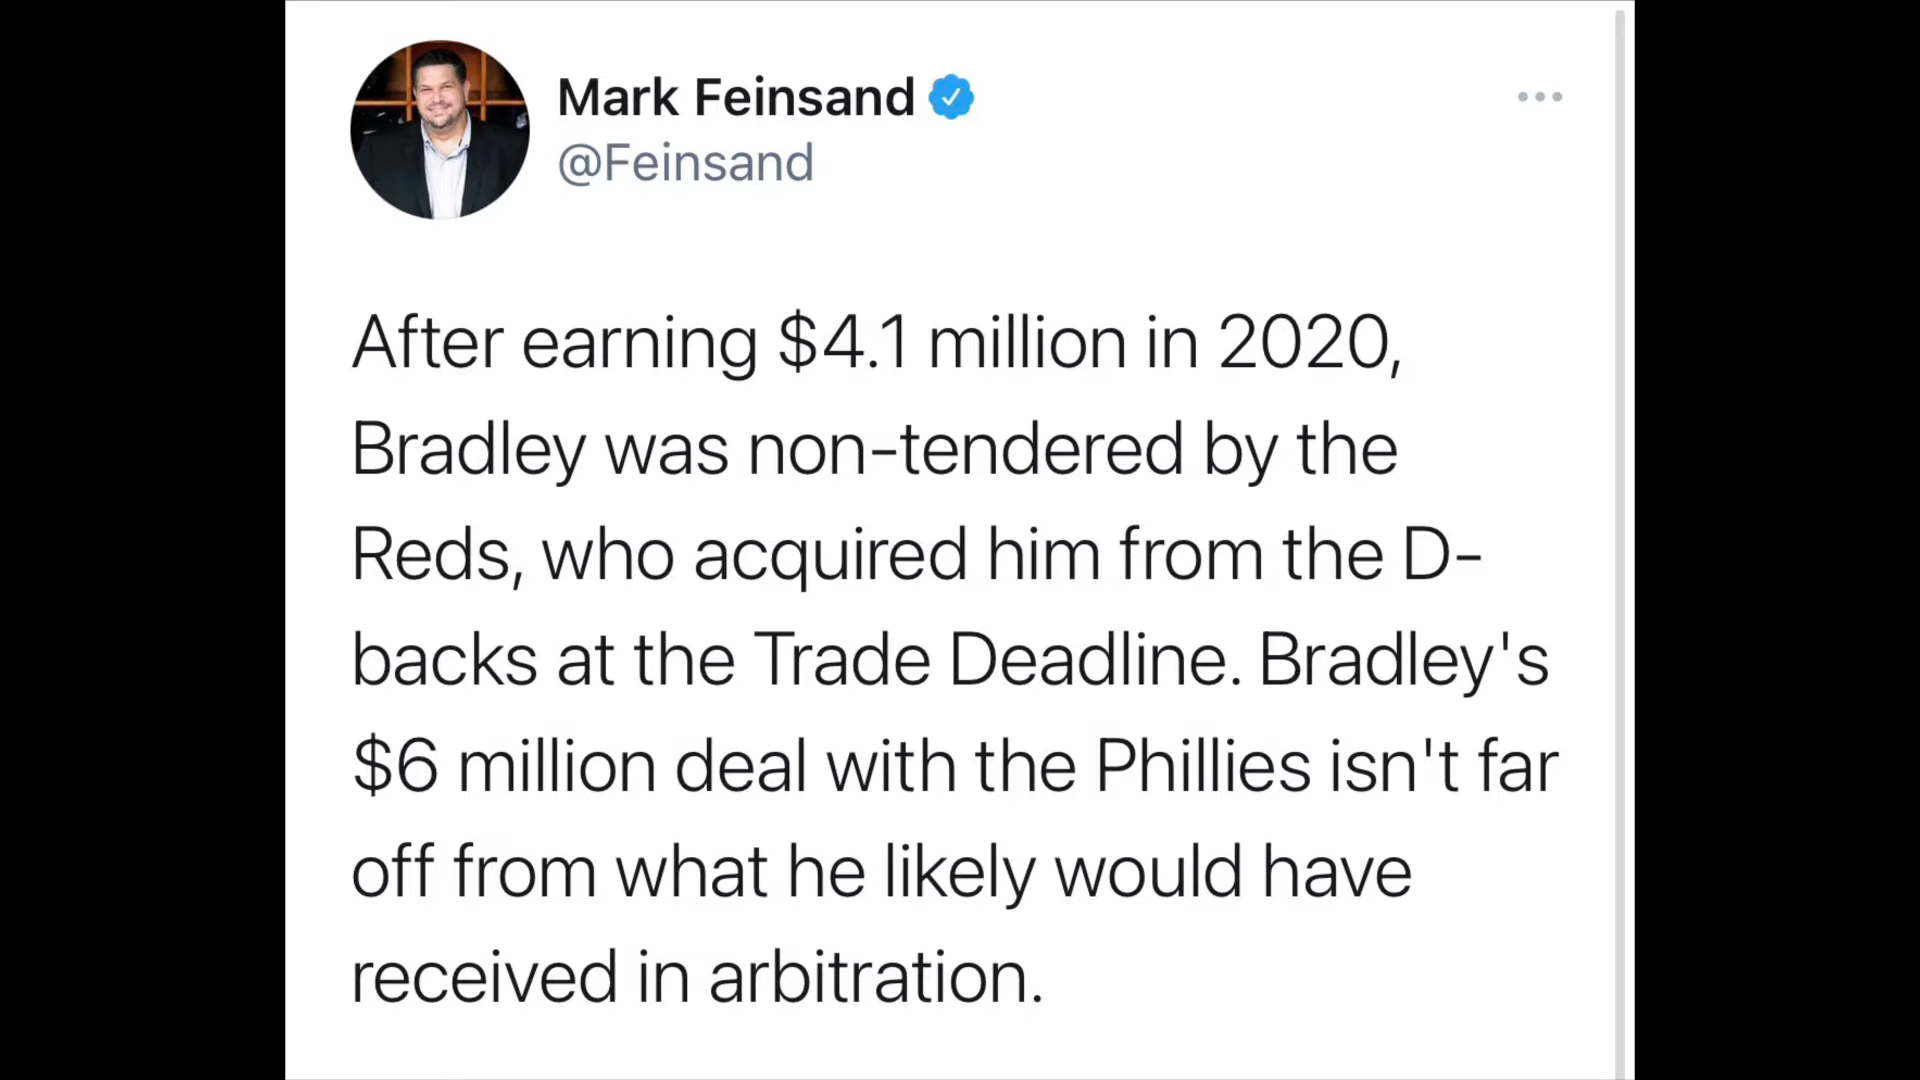 Mark Feinsand
@Feinsand
After earning $4.1 million in 2020,
Bradley was non-tendered by the
Reds, who acquired him from the D-
backs at the Trade Deadline. Bradley's
$6 million deal with the Phillies isn't far
off from what he likely would have
received in arbitration.